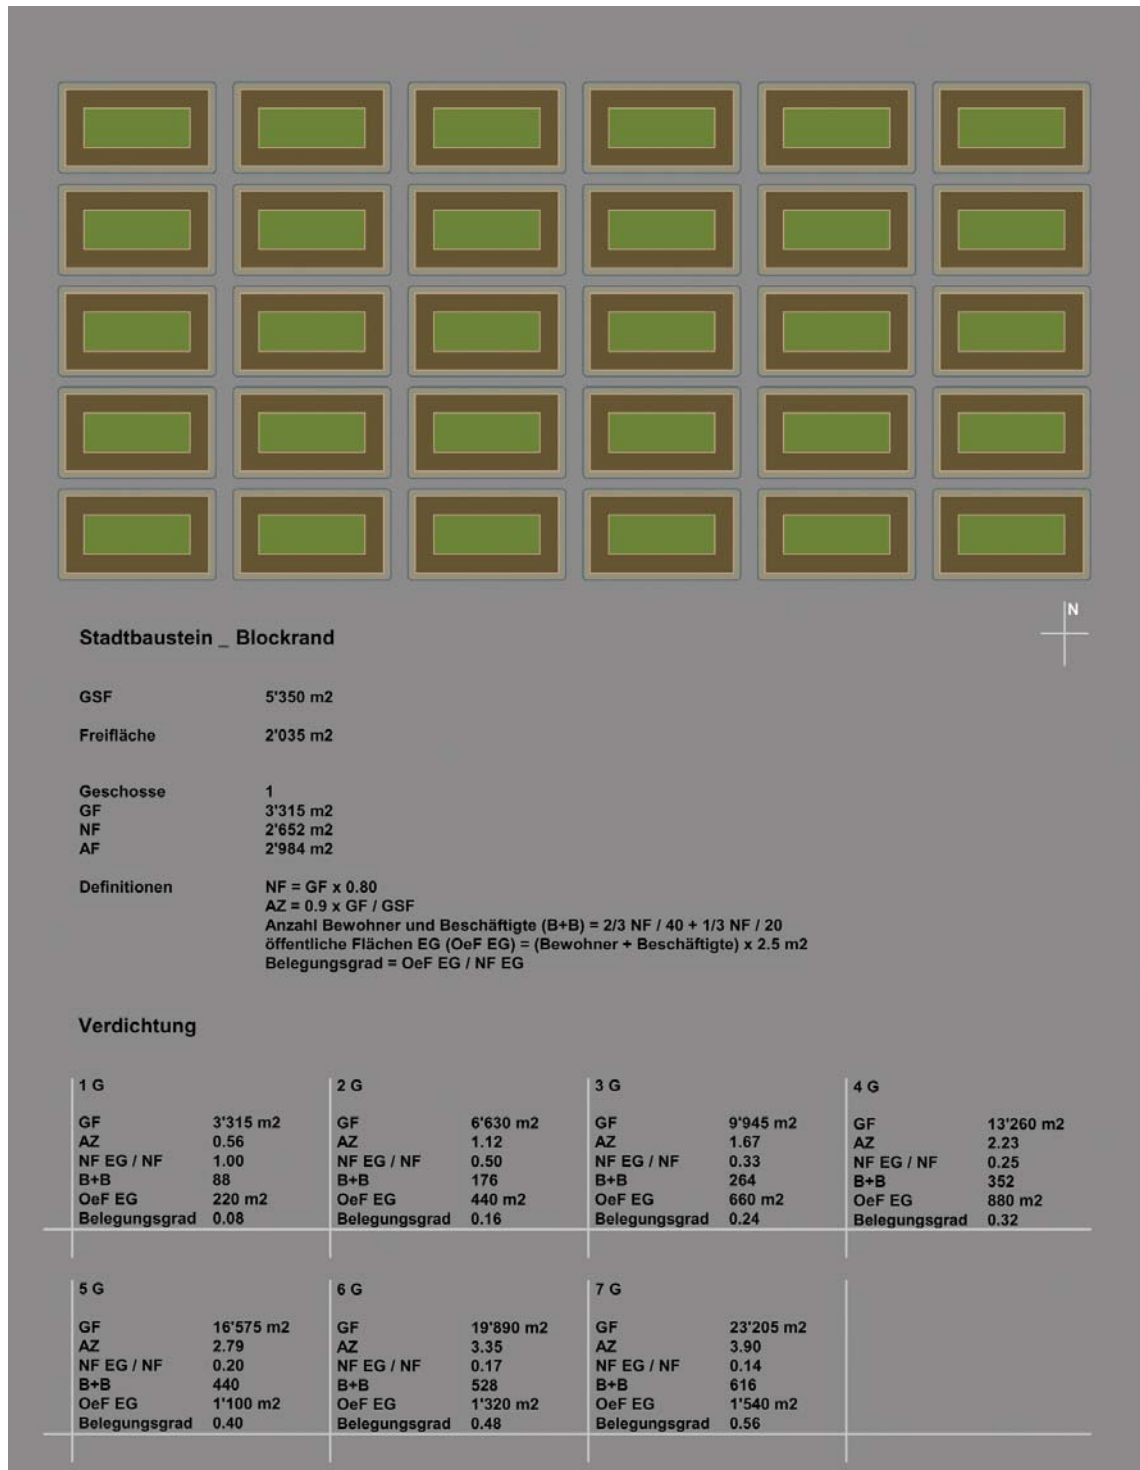 N
Stadtbaustein _ Blockrand
GSF 5'350 m2
Freifläche 2'035 m2
Geschosse 1
GF 3'315 m2
NF 2'652 m2
AF 2'984 m2
Definitionen NF = GF x 0.80
AZ = 0.9 x GF / GSF
Anzahl Bewohner und Beschäftigte (B+B) = 2/3 NF / 40 + 1/3 NF / 20
öffentliche Flächen EG (OeF EG) = (Bewohner + Beschäftigte) x 2.5 m2
Belegungsgrad = OeF EG / NF EG
Verdichtung
1 G
GF 3'315 m2
AZ 0.56
NF EG / NF 1.00
B+B 88
OeF EG 220 m2
Belegungsgrad 0.08
2 G
GF 6'630 m2
AZ 1.12
NF EG / NF 0.50
B+B 176
OeF EG 440 m2
Belegungsgrad 0.16
3 G
GF 9'945 m2
AZ 1.67
NF EG / NF 0.33
B+B 264
OeF EG 660 m2
Belegungsgrad 0.24
4 G
GF 13'260 m2
AZ 2.23
NF EG / NF 0.25
B+B 352
OeF EG 880 m2
Belegungsgrad 0.32
5 G
GF 16'575 m2
AZ 2.79
NF EG / NF 0.20
B+B 440
OeF EG 1'100 m2
Belegungsgrad 0.40
6 G
GF 19'890 m2
AZ 3.35
NF EG / NF 0.17
B+B 528
OeF EG 1'320 m2
Belegungsgrad 0.48
7 G
GF 23'205 m2
AZ 3.90
NF EG / NF 0.14
B+B 616
OeF EG 1'540 m2
Belegungsgrad 0.56